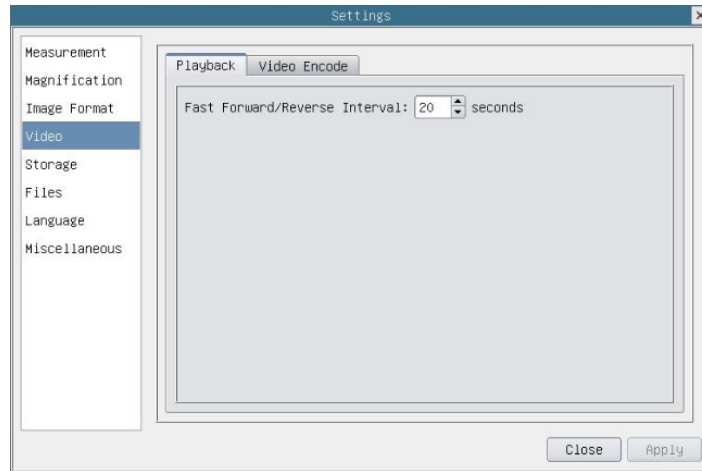 Settings
Measurement
Magnification
Image Format
Video
Storage
Files
Language
Miscellaneous
Playback
Video Encode
Fast Forward/Reverse Interval: 20 seconds
Close
Apply